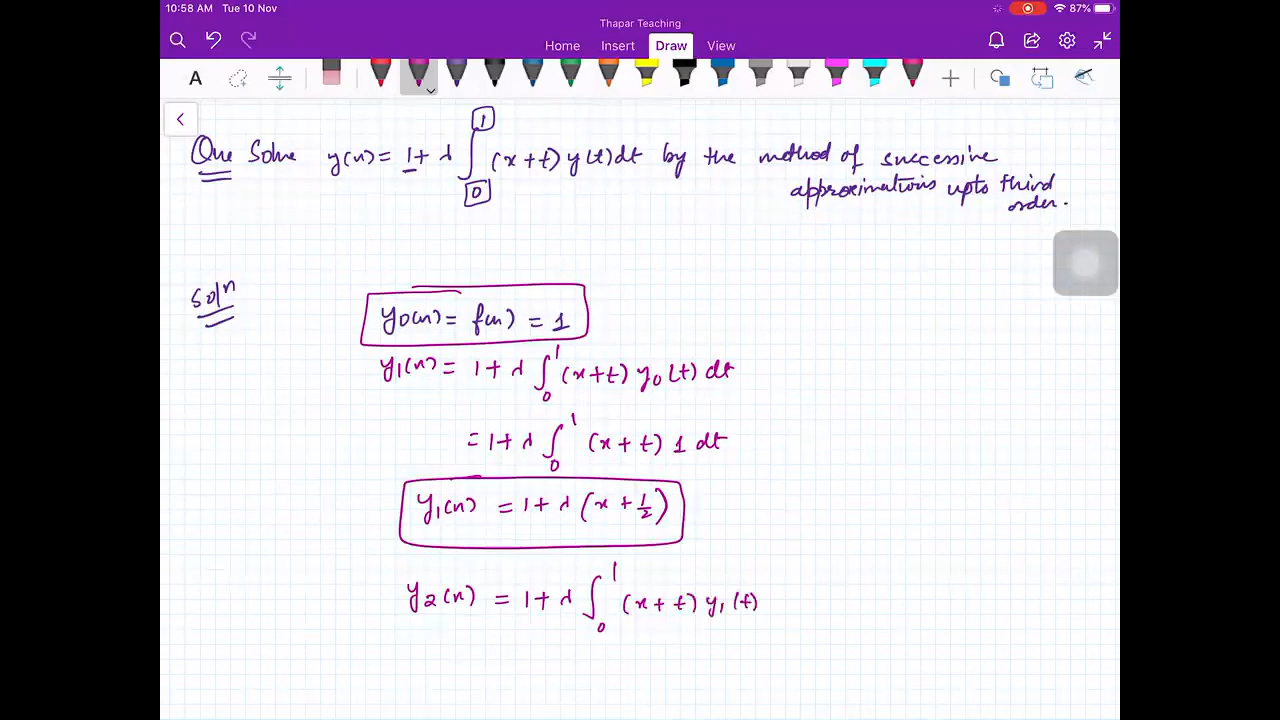 10:58 AM Tue 10 Nov
87%
Thapar Teaching
Home Insert Draw View
A
Que Solve y(x) = 1 + λ ∫₀¹ (x+t) y(t) dt by the method of successive
approximations upto third
order.
Solⁿ
y₀(x) = f(x) = 1
y₁(x) = 1 + λ ∫₀¹ (x+t) y₀(t) dt
= 1 + λ ∫₀¹ (x+t) 1 dt
y₁(x) = 1 + λ (x + 1/2)
y₂(x) = 1 + λ ∫₀¹ (x+t) y₁(t)